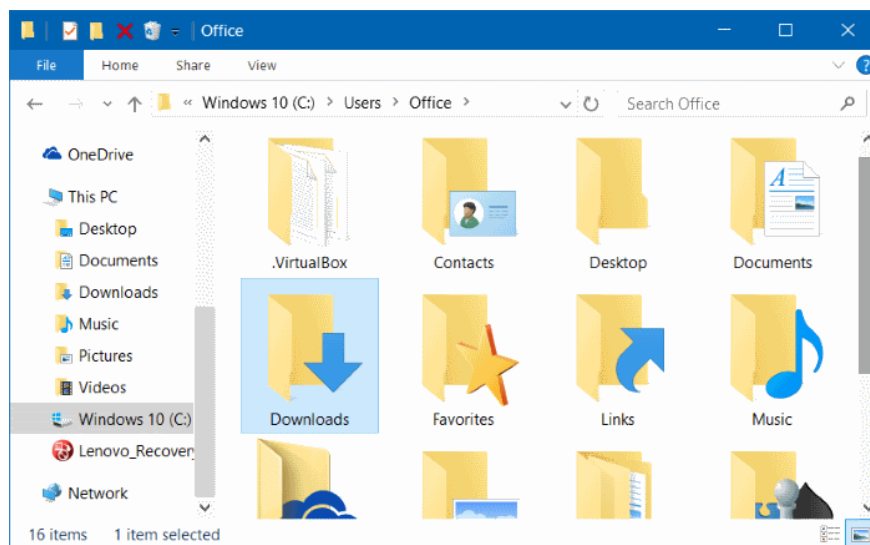 Office
File Home Share View
« Windows 10 (C:) > Users > Office > Search Office
OneDrive
This PC
Desktop
Documents
Downloads
Music
Pictures
Videos
Windows 10 (C:)
Lenovo_Recovery
Network
.VirtualBox Contacts Desktop Documents
Downloads Favorites Links Music
16 items 1 item selected